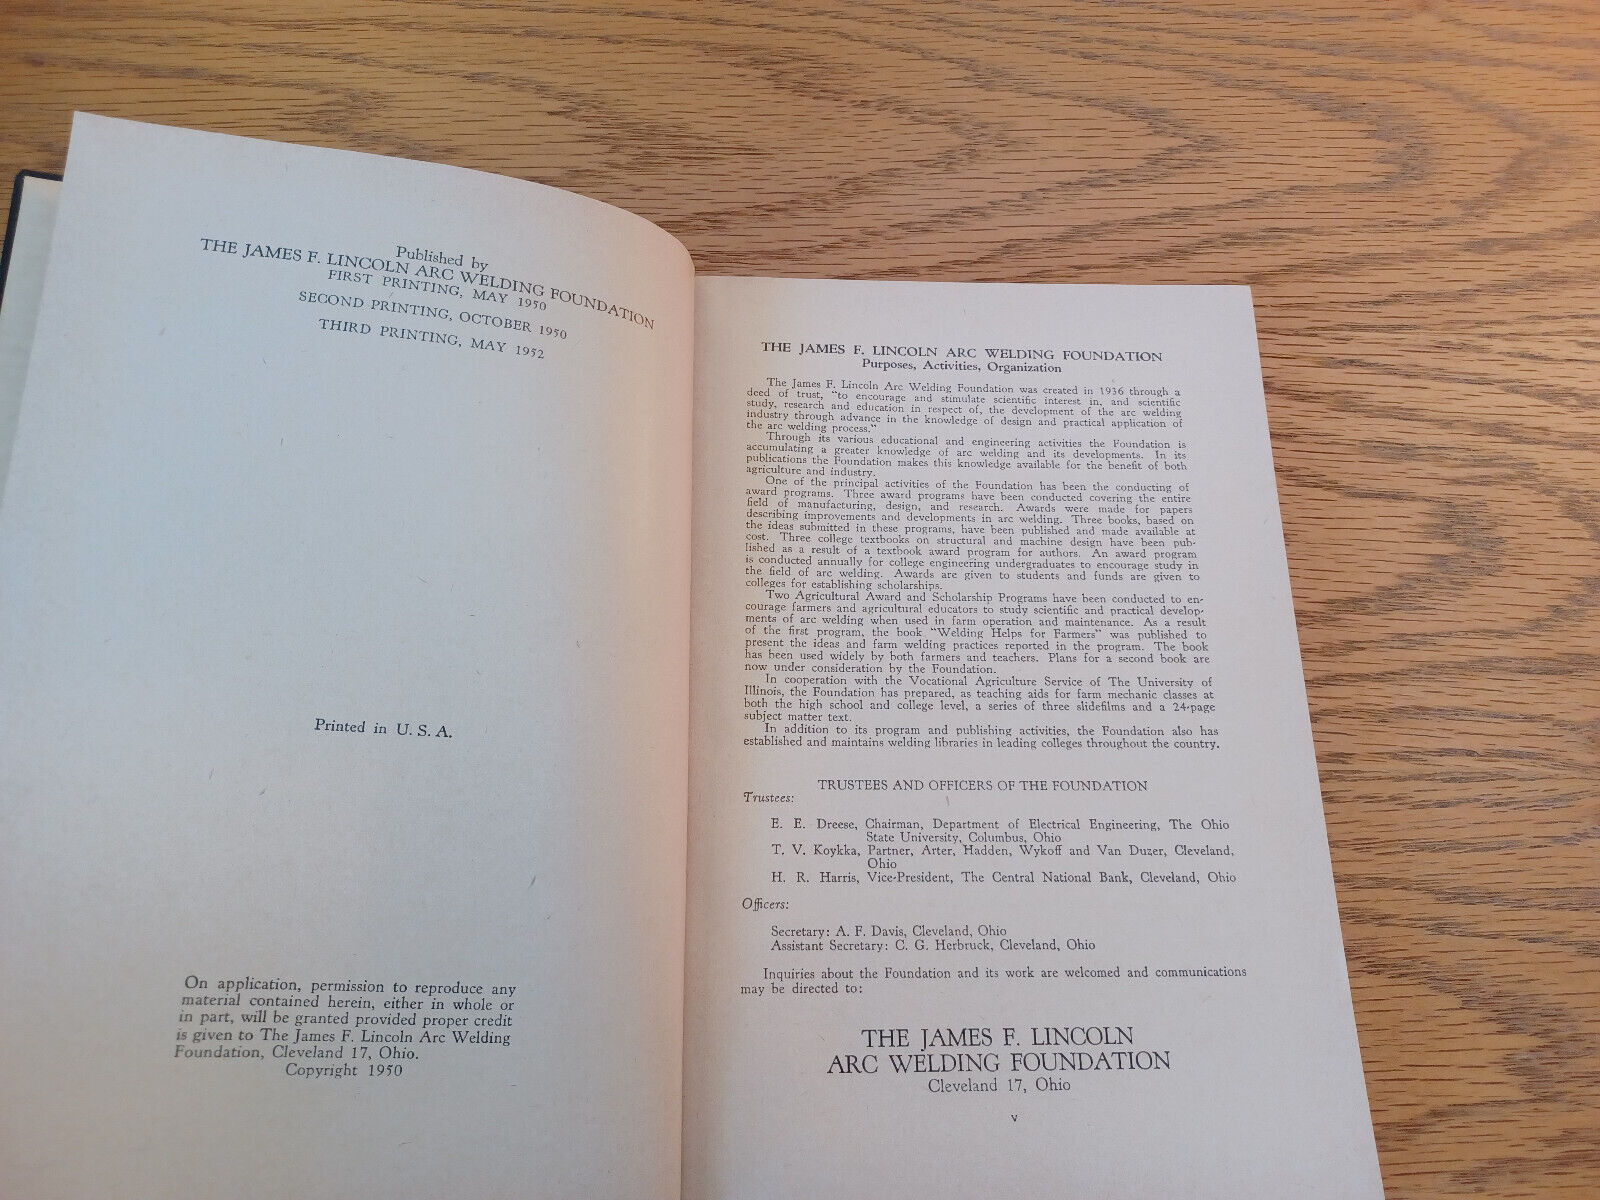 Published by
THE JAMES F. LINCOLN ARC WELDING FOUNDATION
FIRST PRINTING, MAY 1950
SECOND PRINTING, OCTOBER 1950
THIRD PRINTING, MAY 1952
Printed in U. S. A.
On application, permission to reproduce any
material contained herein, either in whole or
in part, will be granted provided proper credit
is given to The James F. Lincoln Arc Welding
Foundation, Cleveland 17, Ohio.
Copyright 1950
THE JAMES F. LINCOLN ARC WELDING FOUNDATION
Purposes, Activities, Organization
The James F. Lincoln Arc Welding Foundation was created in 1936 through a
deed of trust, "to encourage and stimulate scientific interest in, and scientific
study, research and education in respect of, the development of the arc welding
industry through advance in the knowledge of design and practical application of
the arc welding process."
Through its various educational and engineering activities the Foundation is
accumulating a greater knowledge of arc welding and its developments. In its
publications the Foundation makes this knowledge available for the benefit of both
agriculture and industry.
One of the principal activities of the Foundation has been the conducting of
award programs. Three award programs have been conducted covering the entire
field of manufacturing, design, and research. Awards were made for papers
describing improvements and developments in arc welding. Three books, based on
the ideas submitted in these programs, have been published and made available at
cost. Three college textbooks on structural and machine design have been pub-
lished as a result of a textbook award program for authors. An award program
is conducted annually for college engineering undergraduates to encourage study in
the field of arc welding. Awards are given to students and funds are given to
colleges for establishing scholarships.
Two Agricultural Award and Scholarship Programs have been conducted to en-
courage farmers and agricultural educators to study scientific and practical develop-
ments of arc welding when used in farm operation and maintenance. As a result
of the first program, the book "Welding Helps for Farmers" was published to
present the ideas and farm welding practices reported in the program. The book
has been used widely by both farmers and teachers. Plans for a second book are
now under consideration by the Foundation.
In cooperation with the Vocational Agriculture Service of The University of
Illinois, the Foundation has prepared, as teaching aids for farm mechanic classes at
both the high school and college level, a series of three slidefilms and a 24-page
subject matter text.
In addition to its program and publishing activities, the Foundation also has
established and maintains welding libraries in leading colleges throughout the country.
TRUSTEES AND OFFICERS OF THE FOUNDATION
Trustees:
E. E. Dreese, Chairman, Department of Electrical Engineering, The Ohio
State University, Columbus, Ohio
T. V. Koykka, Partner, Arter, Hadden, Wykoff and Van Duzer, Cleveland,
Ohio
H. R. Harris, Vice-President, The Central National Bank, Cleveland, Ohio
Officers:
Secretary: A. F. Davis, Cleveland, Ohio
Assistant Secretary: C. G. Herbruck, Cleveland, Ohio
Inquiries about the Foundation and its work are welcomed and communications
may be directed to:
THE JAMES F. LINCOLN
ARC WELDING FOUNDATION
Cleveland 17, Ohio
v